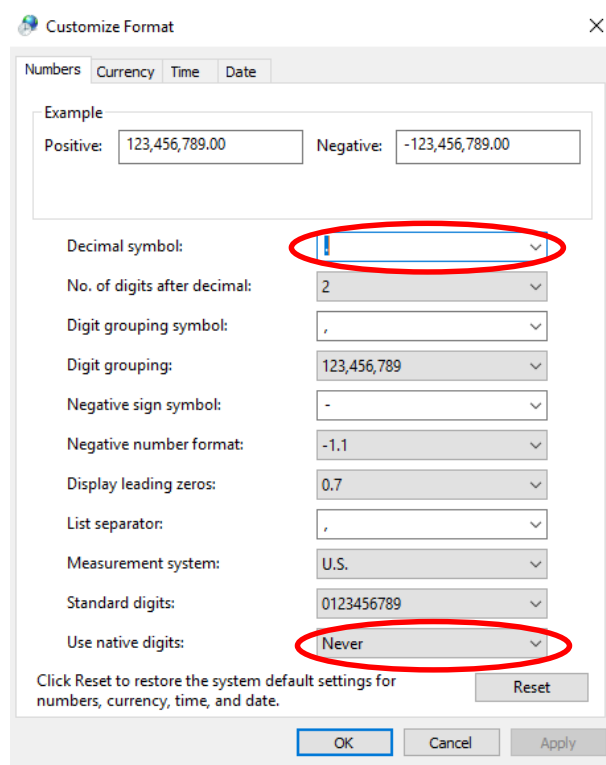 Customize Format
Numbers Currency Time Date
Example
Positive: 123,456,789.00 Negative: -123,456,789.00
Decimal symbol: .
No. of digits after decimal: 2
Digit grouping symbol: ,
Digit grouping: 123,456,789
Negative sign symbol: -
Negative number format: -1.1
Display leading zeros: 0.7
List separator: ,
Measurement system: U.S.
Standard digits: 0123456789
Use native digits: Never
Click Reset to restore the system default settings for
numbers, currency, time, and date.
Reset
OK Cancel Apply